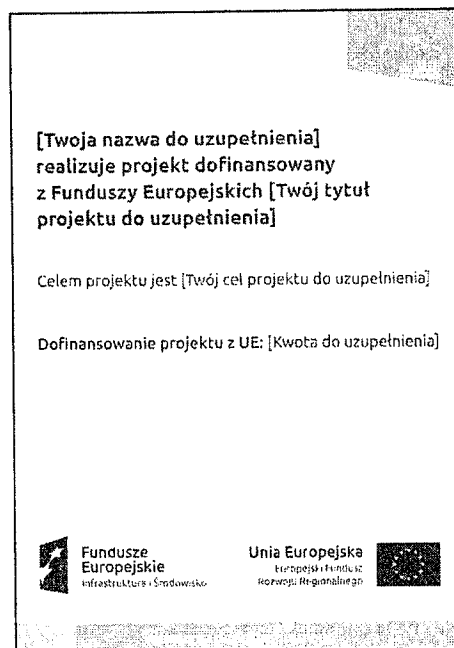 [Twoja nazwa do uzupełnienia]
realizuje projekt dofinansowany
z Funduszy Europejskich [Twój tytuł
projektu do uzupełnienia]
Celem projektu jest [Twój cel projektu do uzupełnienia]
Dofinansowanie projektu z UE: [Kwota do uzupełnienia]
Fundusze
Europejskie
Infrastruktura i Środowisko
Unia Europejska
Europejski Fundusz
Rozwoju Regionalnego